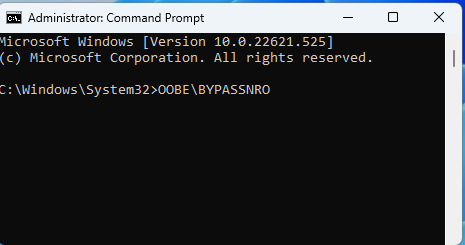 Administrator: Command Prompt
Microsoft Windows [Version 10.0.22621.525]
(c) Microsoft Corporation. All rights reserved.
C:\Windows\System32>OOBE\BYPASSNRO